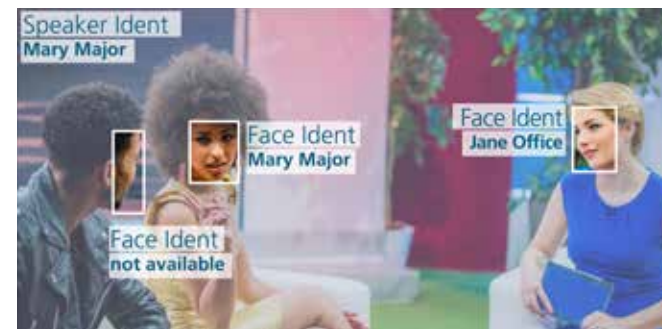 Speaker Ident
Mary Major
Face Ident
Mary Major
Face Ident
Jane Office
Face Ident
not available